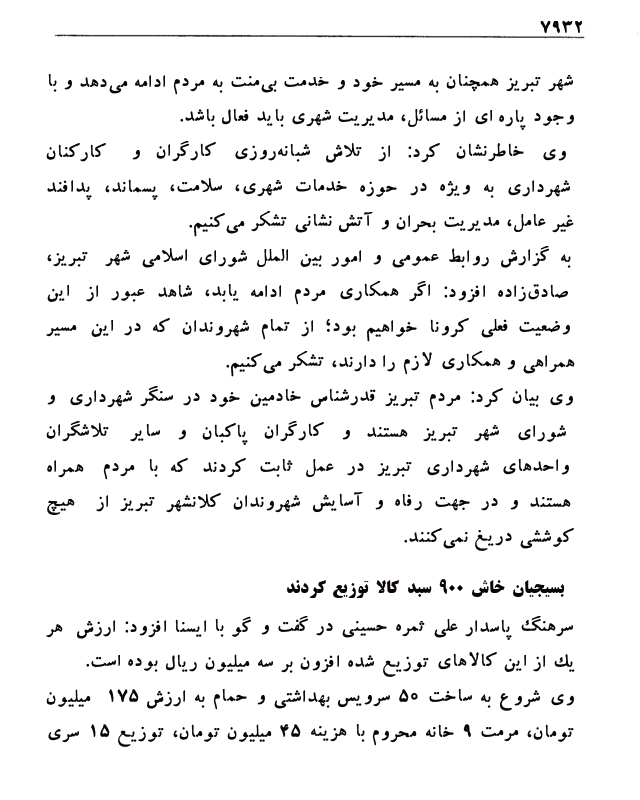 ۷۹۳۲
شهر تبریز همچنان به مسیر خود و خدمت بی‌منت به مردم ادامه می‌دهد و با
وجود پاره ای از مسائل، مدیریت شهری باید فعال باشد.
وی خاطرنشان کرد: از تلاش شبانه‌روزی کارگران و کارکنان
شهرداری به ویژه در حوزه خدمات شهری، سلامت، پسماند، پدافند
غیر عامل، مدیریت بحران و آتش نشانی تشکر می‌کنیم.
به گزارش روابط عمومی و امور بین الملل شورای اسلامی شهر تبریز،
صادق‌زاده افزود: اگر همکاری مردم ادامه یابد، شاهد عبور از این
وضعیت فعلی کرونا خواهیم بود؛ از تمام شهروندان که در این مسیر
همراهی و همکاری لازم را دارند، تشکر می‌کنیم.
وی بیان کرد: مردم تبریز قدرشناس خادمین خود در سنگر شهرداری و
شورای شهر تبریز هستند و کارگران پاکبان و سایر تلاشگران
واحدهای شهرداری تبریز در عمل ثابت کردند که با مردم همراه
هستند و در جهت رفاه و آسایش شهروندان کلانشهر تبریز از هیچ
کوششی دریغ نمی‌کنند.
بسیجیان خاش ۹۰۰ سبد کالا توزیع کردند
سرهنگ پاسدار علی ثمره حسینی در گفت و گو با ایسنا افزود: ارزش هر
یك از این کالاهای توزیع شده افزون بر سه میلیون ریال بوده است.
وی شروع به ساخت ۵۰ سرویس بهداشتی و حمام به ارزش ۱۷۵ میلیون
تومان، مرمت ۹ خانه محروم با هزینه ۴۵ میلیون تومان، توزیع ۱۵ سری